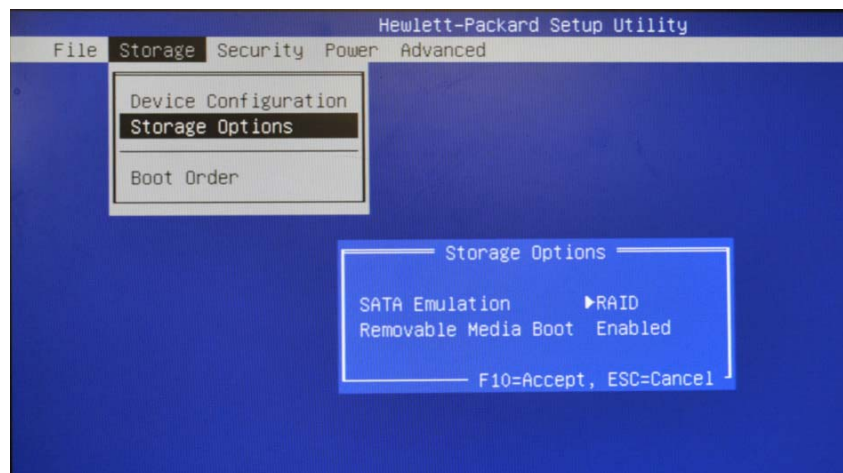 Hewlett-Packard Setup Utility
File Storage Security Power Advanced
Device Configuration
Storage Options
Boot Order
Storage Options
SATA Emulation ▶RAID
Removable Media Boot Enabled
F10=Accept, ESC=Cancel